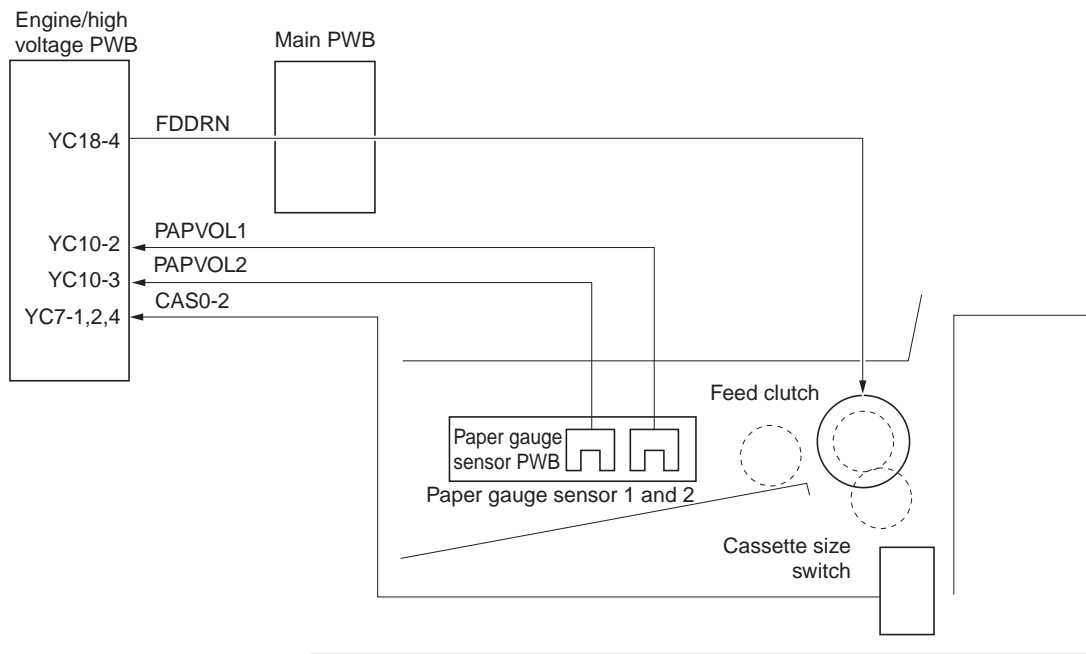 Engine/high
voltage PWB
Main PWB
YC18-4
FDDRN
YC10-2
PAPVOL1
YC10-3
PAPVOL2
YC7-1,2,4
CAS0-2
Feed clutch
Paper gauge
sensor PWB
Paper gauge sensor 1 and 2
Cassette size
switch